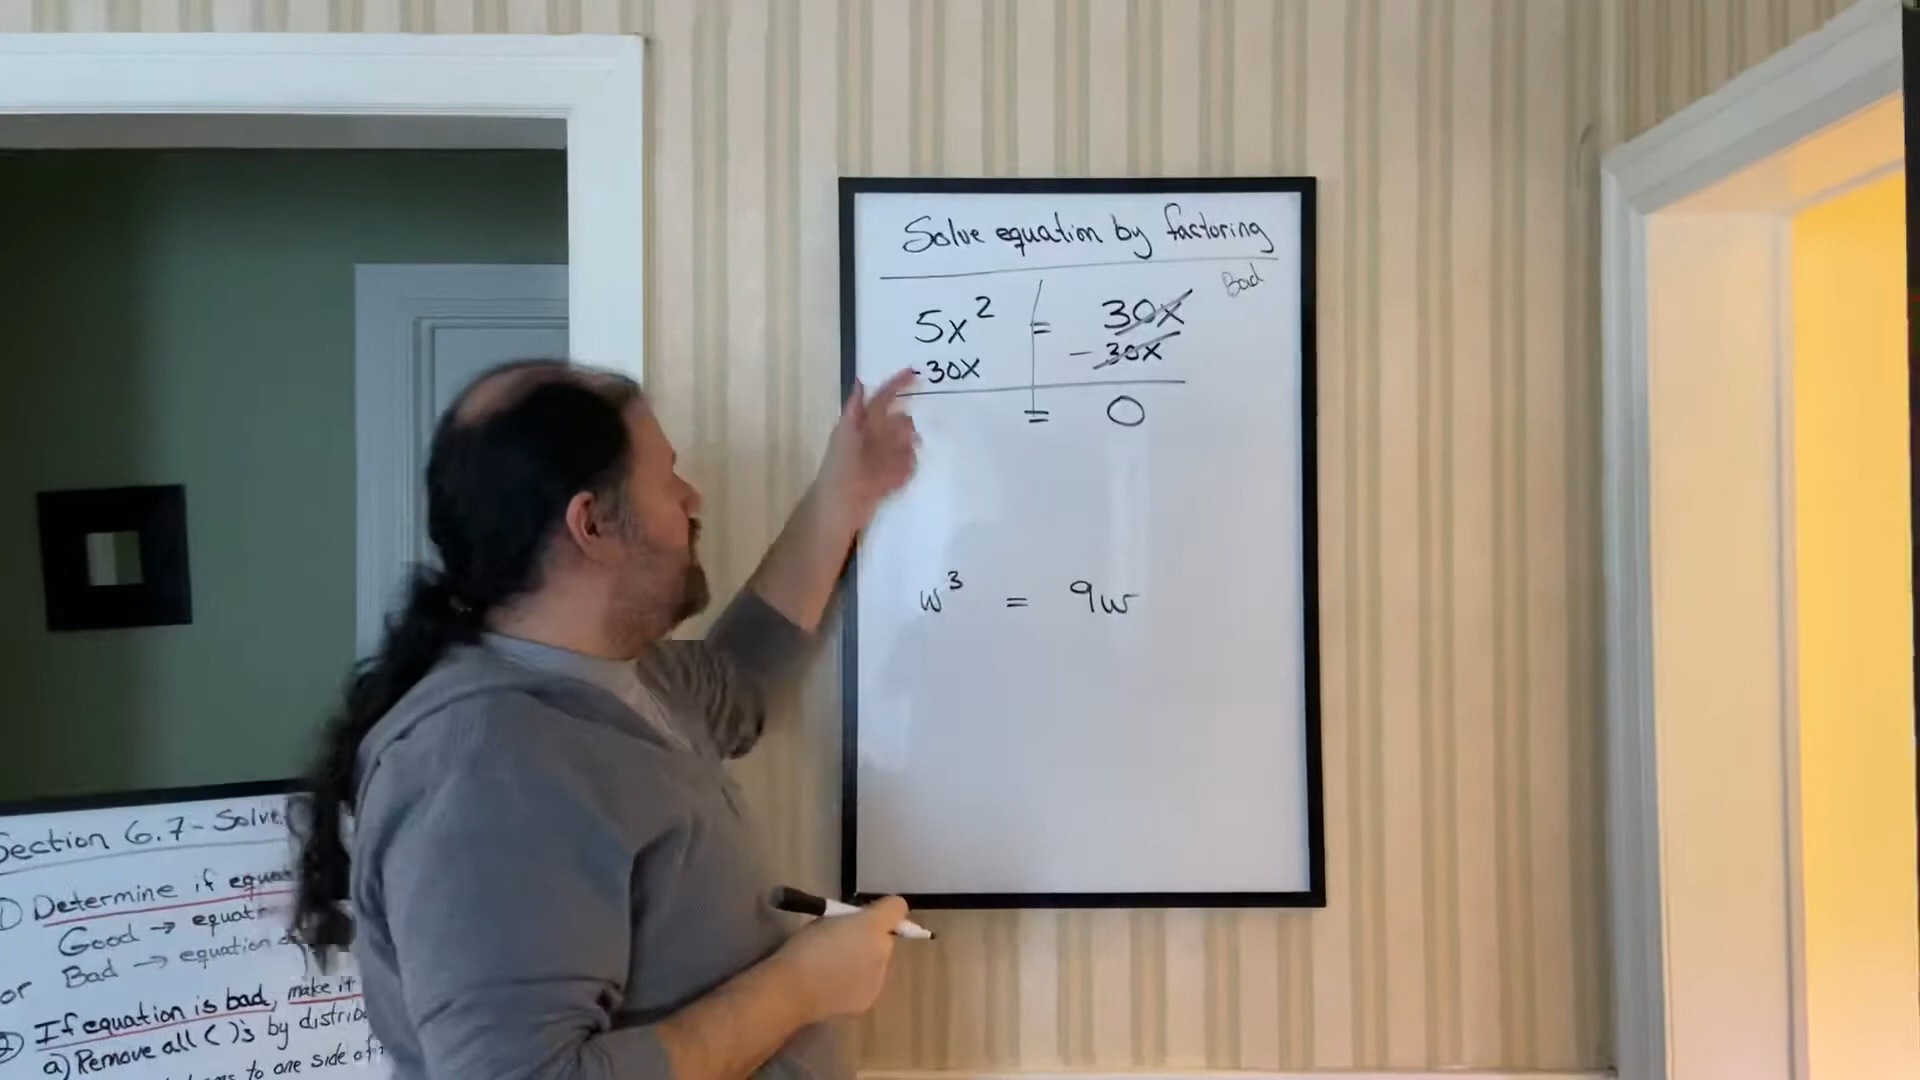 Solve equation by factoring
Bad
5x² = 30x
-30x - 30x
= 0
w³ = 9w
Section 6.7 - Solve
1) Determine if equat
Good → equati
or Bad → equation
2) If equation is bad, make it
a) Remove all ( )'s by distrib
to one side of